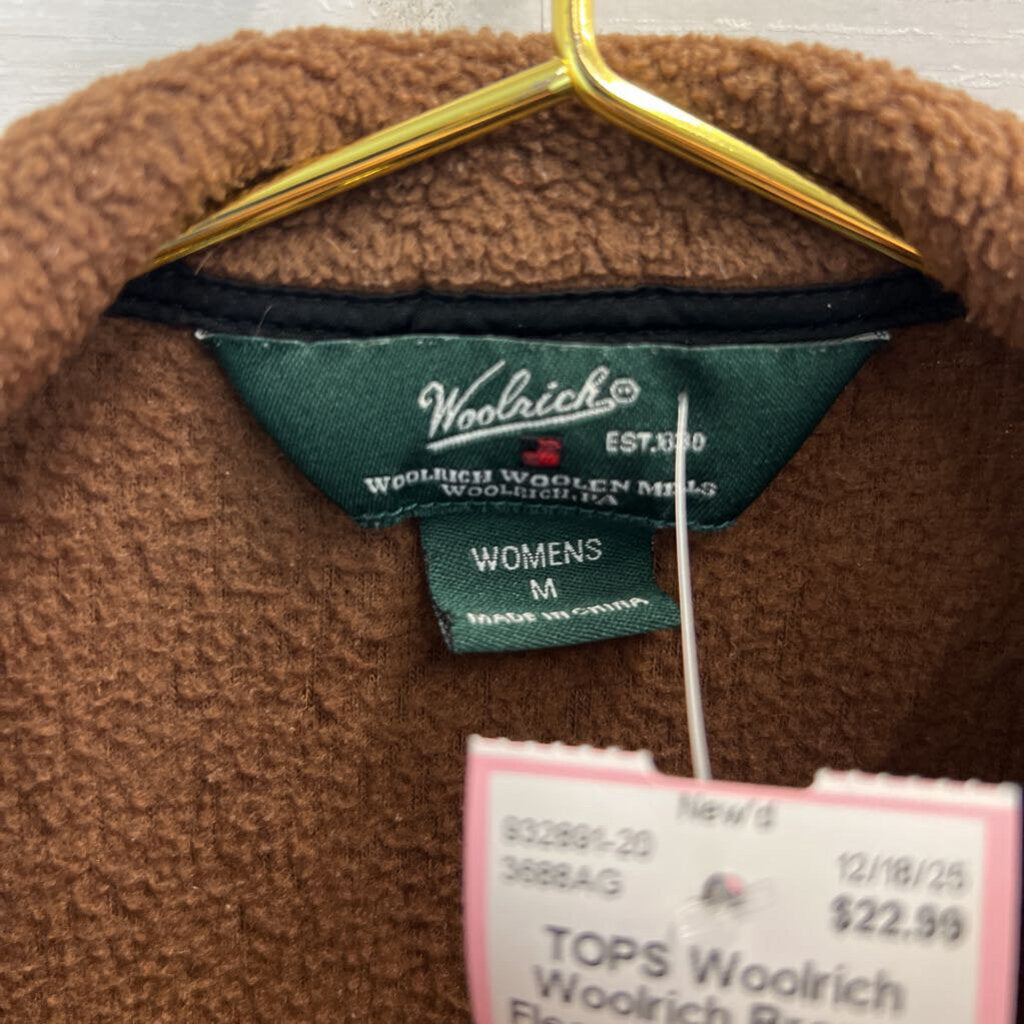 Woolrich®
EST.1830
WOOLRICH WOOLEN MILLS
WOOLRICH, PA
WOMENS
M
MADE IN CHINA
New'd
932891-20
12/18/25
3688AG
$22.99
TOPS Woolrich
Woolrich